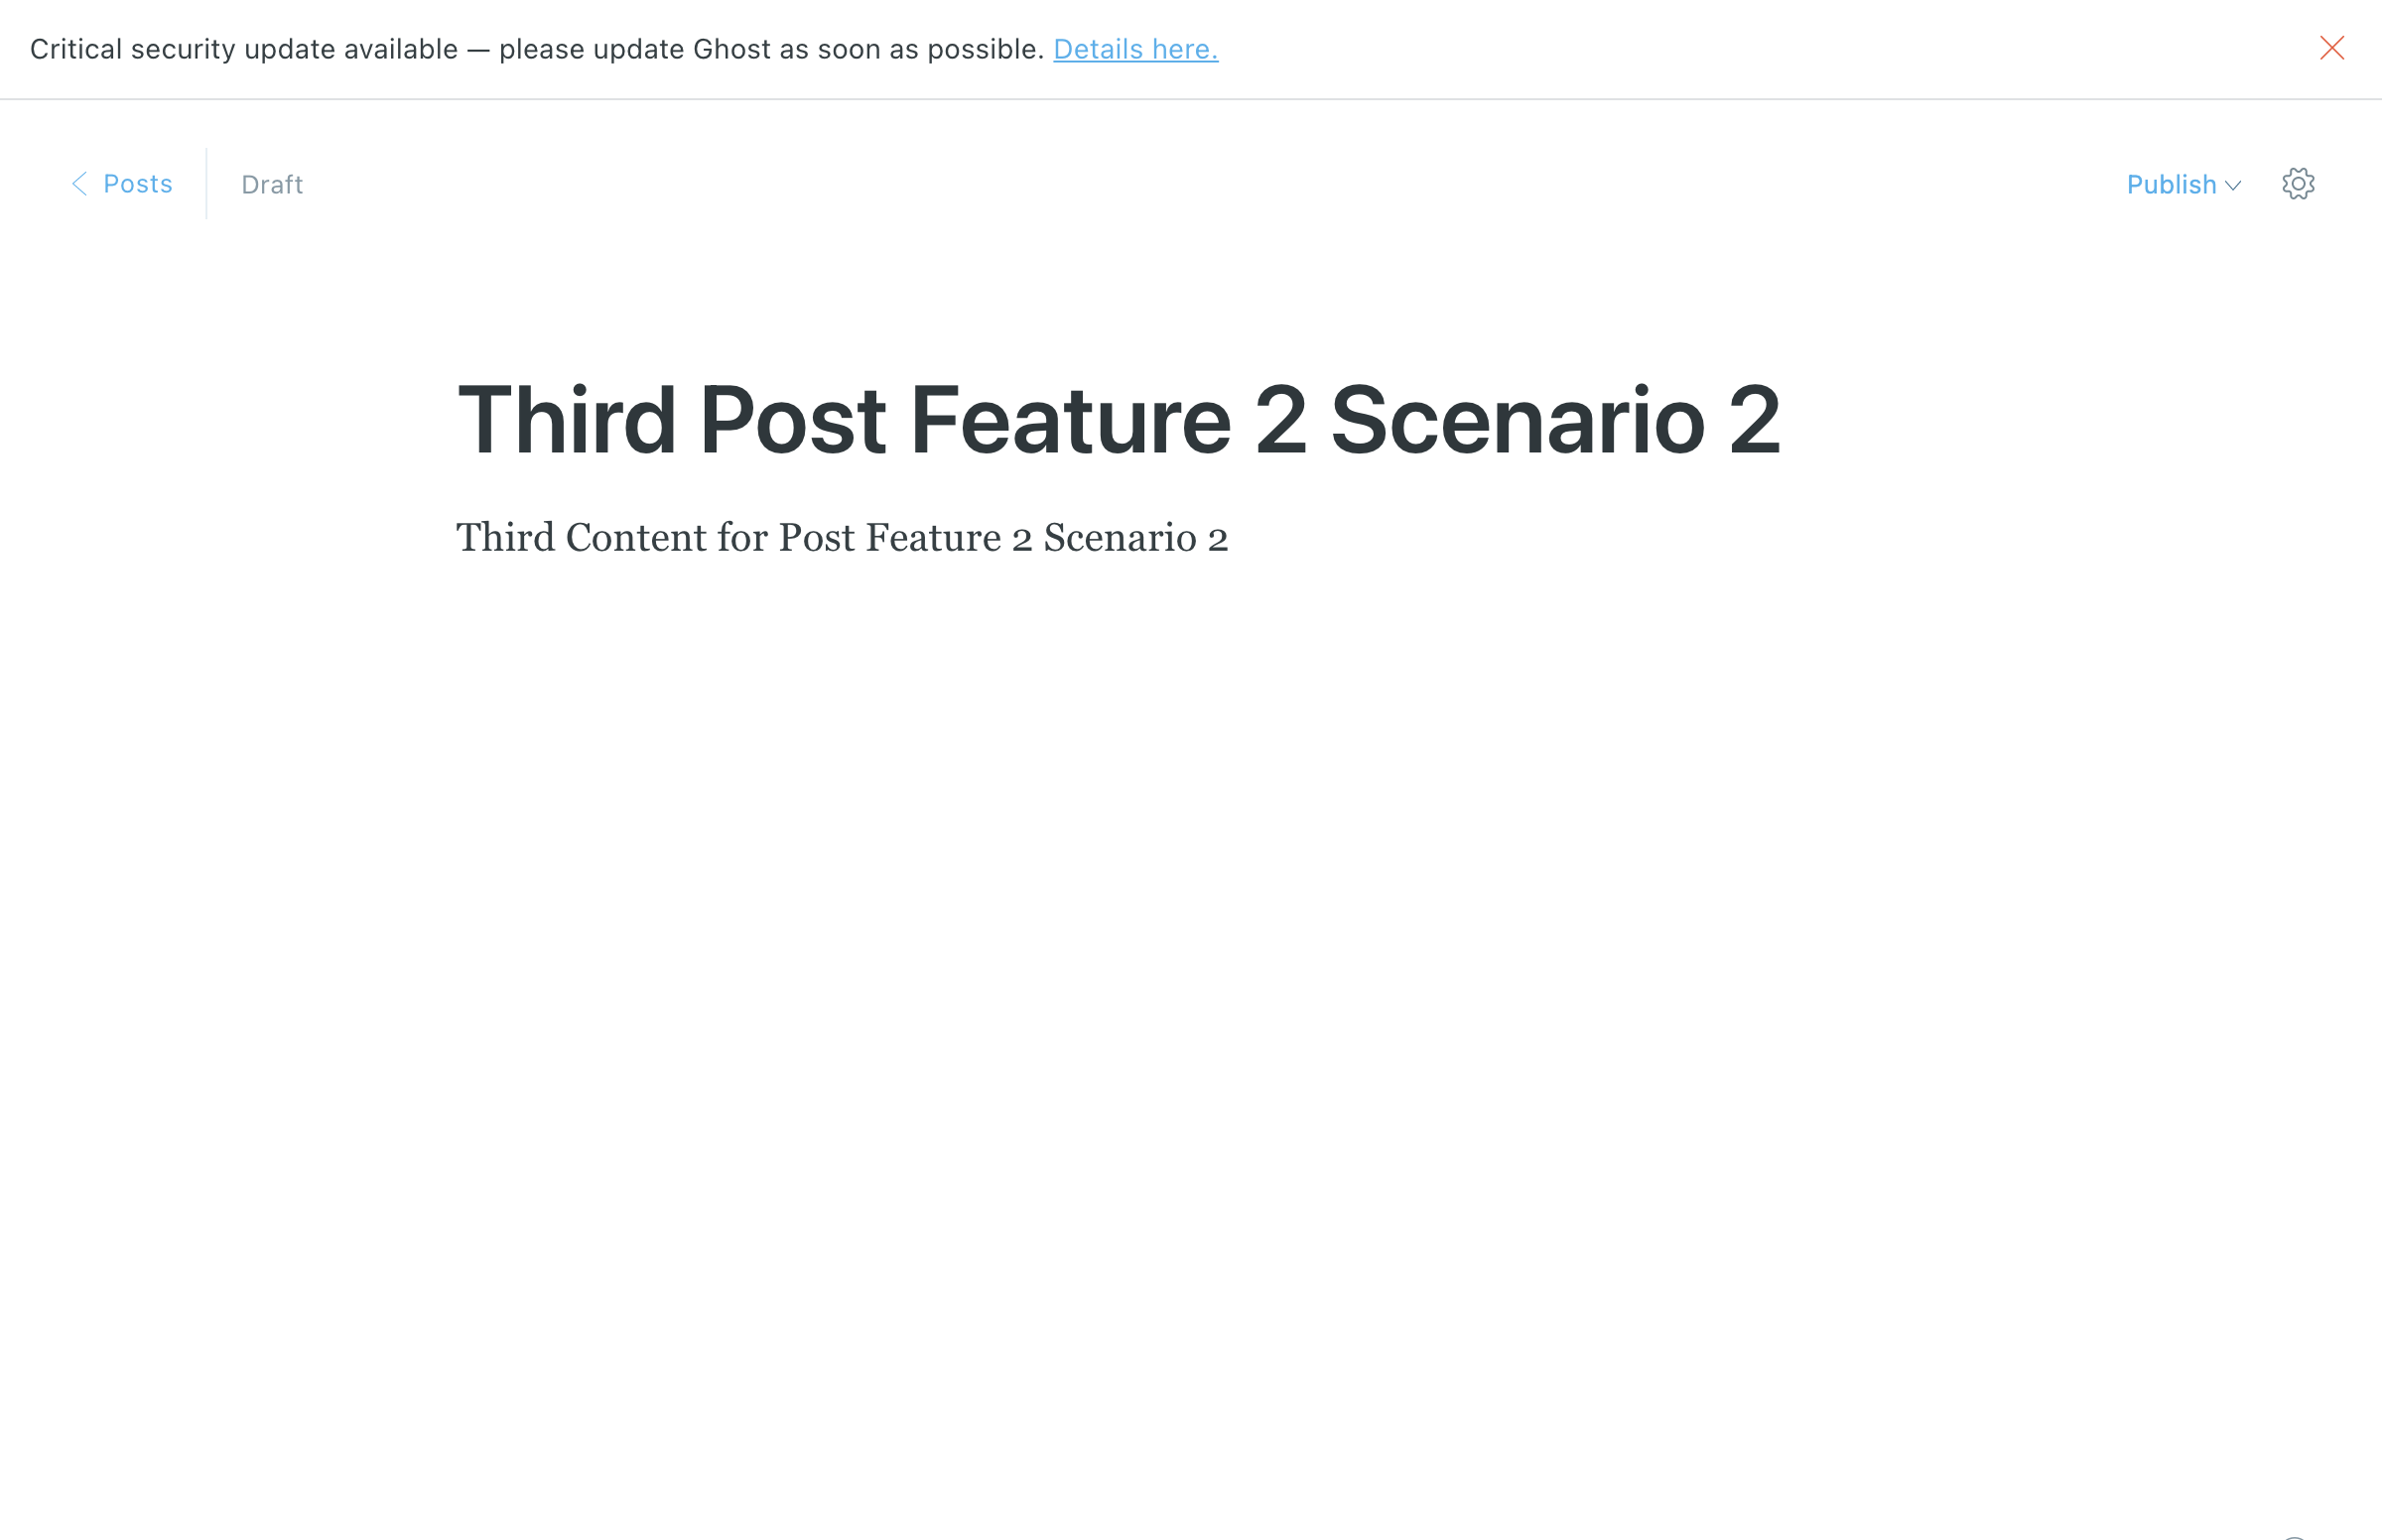 Critical security update available — please update Ghost as soon as possible. Details here.
Posts
Draft
Publish
Third Post Feature 2 Scenario 2
Third Content for Post Feature 2 Scenario 2